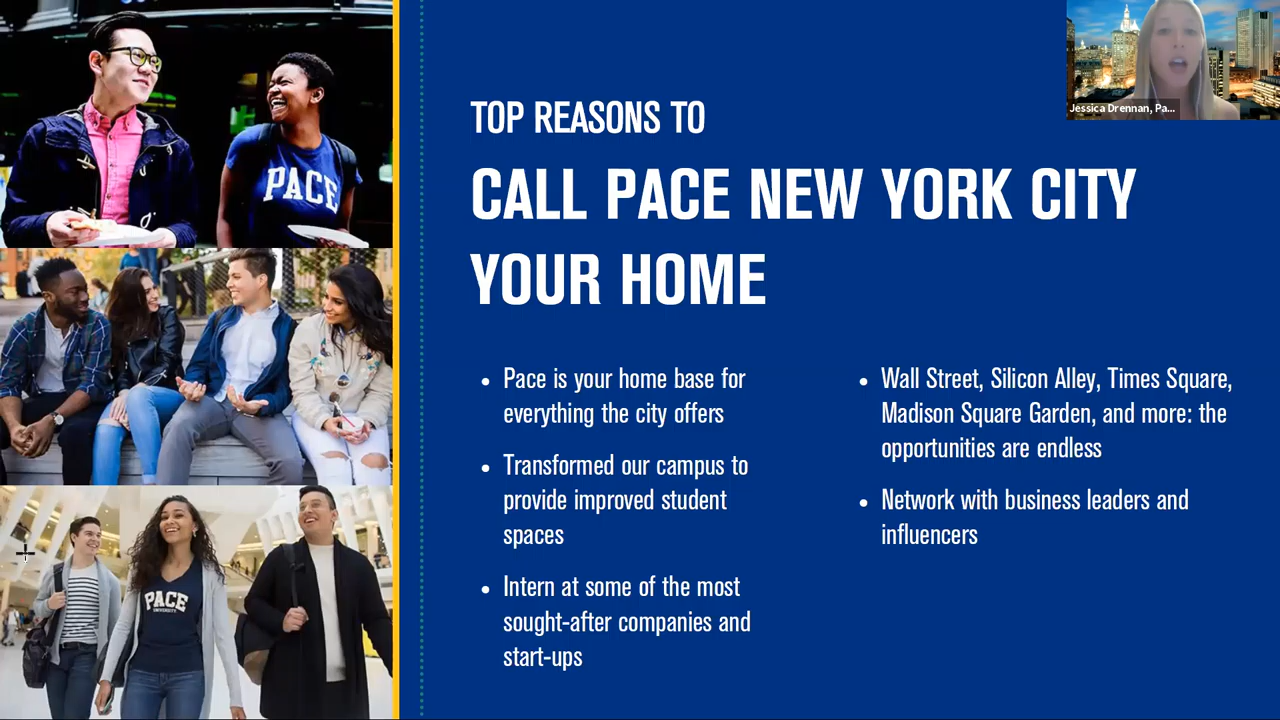 Jessica Drennan, Pa...
TOP REASONS TO
CALL PACE NEW YORK CITY
YOUR HOME
• Pace is your home base for
everything the city offers
• Transformed our campus to
provide improved student
spaces
• Intern at some of the most
sought-after companies and
start-ups
• Wall Street, Silicon Alley, Times Square,
Madison Square Garden, and more: the
opportunities are endless
• Network with business leaders and
influencers
PACE
PACE
UNIVERSITY